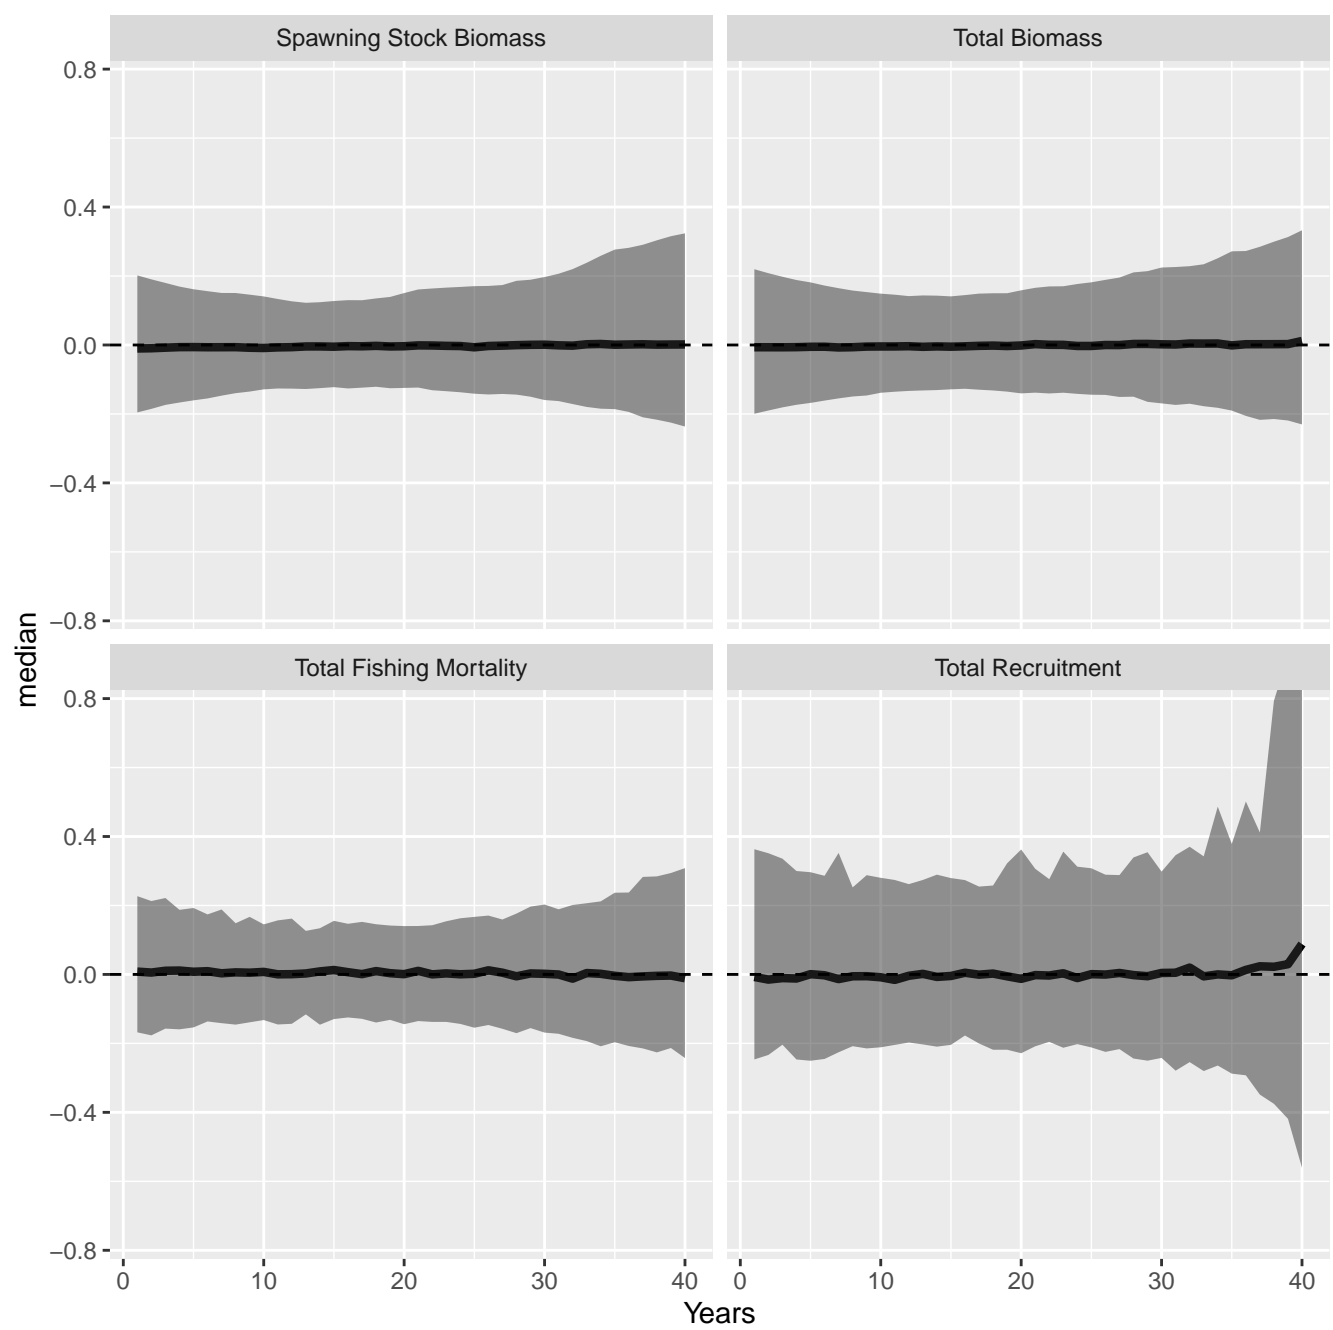 Spawning Stock Biomass
Total Biomass
0.8
0.4
0.0
−0.4
−0.8
median
Total Fishing Mortality
Total Recruitment
0.8
0.4
0.0
−0.4
−0.8
0 10 20 30 40
0 10 20 30 40
Years